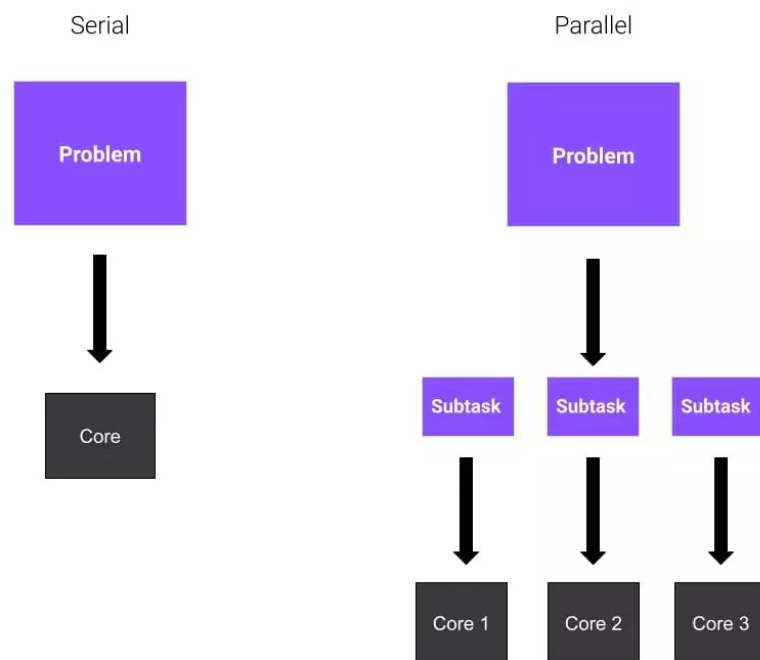 Serial
Parallel
Problem
Problem
Core
Subtask
Subtask
Subtask
Core 1
Core 2
Core 3